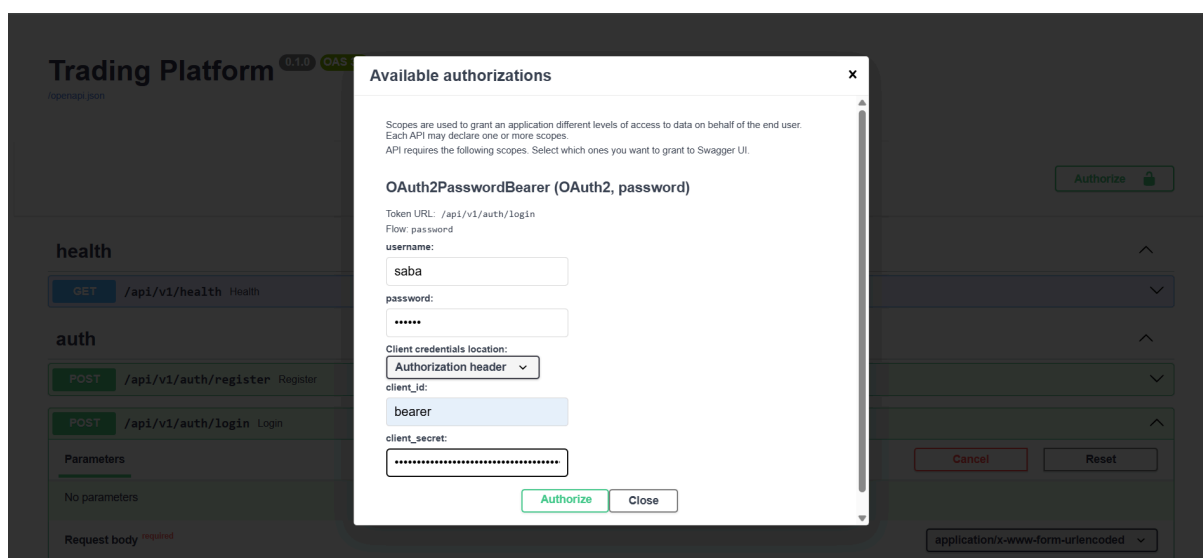 Trading Platform 0.1.0 OAS
/openapi.json
Available authorizations x
Scopes are used to grant an application different levels of access to data on behalf of the end user.
Each API may declare one or more scopes.
API requires the following scopes. Select which ones you want to grant to Swagger UI.
OAuth2PasswordBearer (OAuth2, password)
Token URL: /api/v1/auth/login
Flow: password
username:
saba
password:
••••••
Client credentials location:
Authorization header
client_id:
bearer
client_secret:
Authorize Close
Authorize
health
GET /api/v1/health Health
auth
POST /api/v1/auth/register Register
POST /api/v1/auth/login Login
Parameters Cancel Reset
No parameters
Request body required application/x-www-form-urlencoded